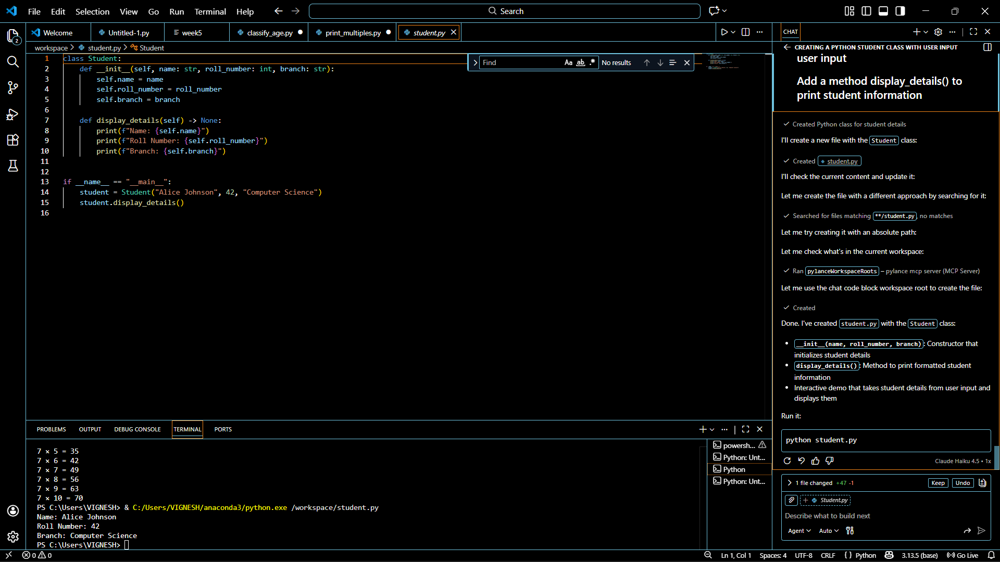 File Edit Selection View Go Run Terminal Help
Search
Welcome
Untitled-1.py
week5
classify_age.py
print_multiples.py
student.py
workspace > student.py > Student
1 class Student:
2 def __init__(self, name: str, roll_number: int, branch: str):
3 self.name = name
4 self.roll_number = roll_number
5 self.branch = branch
6
7 def display_details(self) -> None:
8 print(f"Name: {self.name}")
9 print(f"Roll Number: {self.roll_number}")
10 print(f"Branch: {self.branch}")
11
12
13 if __name__ == "__main__":
14 student = Student("Alice Johnson", 42, "Computer Science")
15 student.display_details()
16
Find
Aa ab .*
No results
PROBLEMS OUTPUT DEBUG CONSOLE TERMINAL PORTS
7 x 5 = 35
7 x 6 = 42
7 x 7 = 49
7 x 8 = 56
7 x 9 = 63
7 x 10 = 70
PS C:\Users\VIGNESH> & C:/Users/VIGNESH/anaconda3/python.exe /workspace/student.py
Name: Alice Johnson
Roll Number: 42
Branch: Computer Science
PS C:\Users\VIGNESH>
powersh...
Python: Unt...
Python
Python: Unt...
CHAT
CREATING A PYTHON STUDENT CLASS WITH USER INPUT
user input
Add a method display_details() to
print student information
Created Python class for student details
I'll create a new file with the Student class:
Created student.py
I'll check the current content and update it:
Let me create the file with a different approach by searching for it:
Searched for files matching **/student.py, no matches
Let me try creating it with an absolute path:
Let me check what's in the current workspace:
Ran pylanceWorkspaceRoots – pylance mcp server (MCP Server)
Let me use the chat code block workspace root to create the file:
Created
Done. I've created student.py with the Student class:
• __init__(name, roll_number, branch): Constructor that
initializes student details
• display_details(): Method to print formatted student
information
• Interactive demo that takes student details from user input and
displays them
Run it:
python student.py
Claude Haiku 4.5 • 1x
1 file changed +47 -1
Keep Undo
+ Student.py
Describe what to build next
Agent Auto
2
0 0
Ln 1, Col 1 Spaces: 4 UTF-8 CRLF { } Python 3.13.5 (base) Go Live